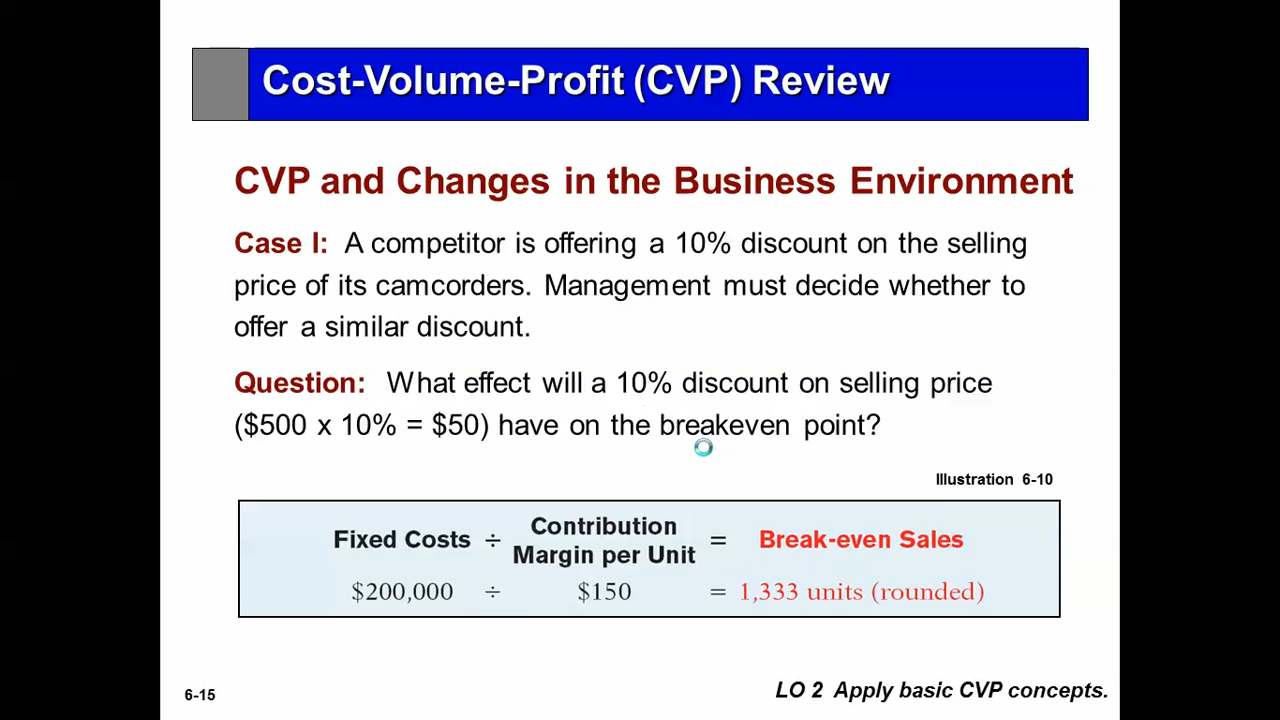 Cost-Volume-Profit (CVP) Review
CVP and Changes in the Business Environment
Case I: A competitor is offering a 10% discount on the selling
price of its camcorders. Management must decide whether to
offer a similar discount.
Question: What effect will a 10% discount on selling price
($500 x 10% = $50) have on the breakeven point?
Illustration 6-10
Fixed Costs ÷ Contribution Margin per Unit = Break-even Sales
$200,000 ÷ $150 = 1,333 units (rounded)
6-15
LO 2 Apply basic CVP concepts.